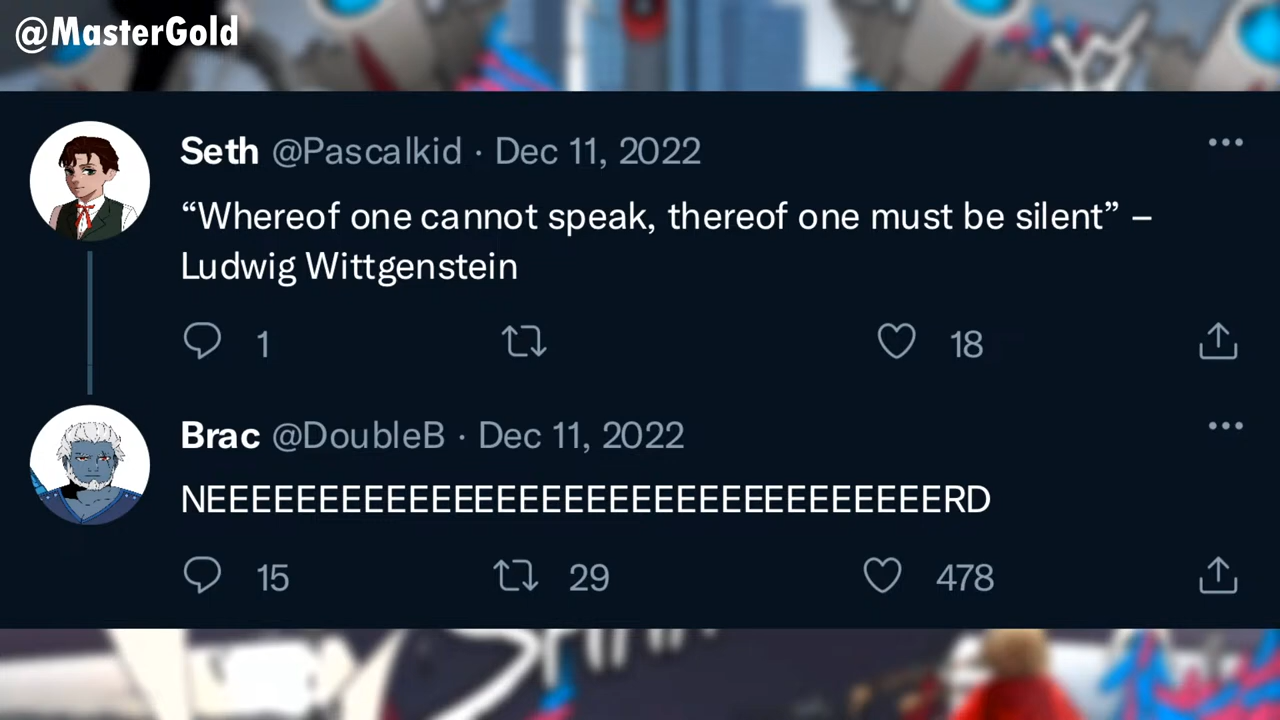 @MasterGold
Seth @Pascalkid · Dec 11, 2022
“Whereof one cannot speak, thereof one must be silent” –
Ludwig Wittgenstein
1 18
Brac @DoubleB · Dec 11, 2022
NEEEEEEEEEEEEEEEEEEEEEEEEEEEEEEEEERD
15 29 478